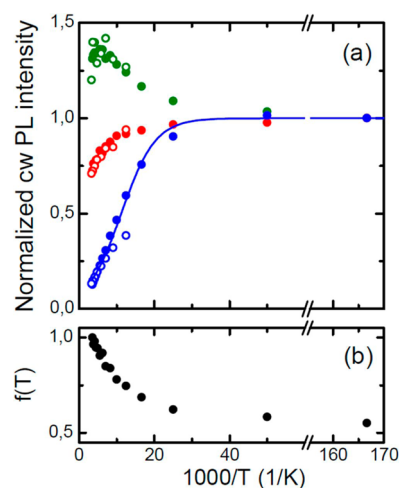 1,5
(a)
Normalized cw PL intensity
1,0
0,5
0,0
1,0
(b)
f(T)
0,5
0 20 40 160 170
1000/T (1/K)